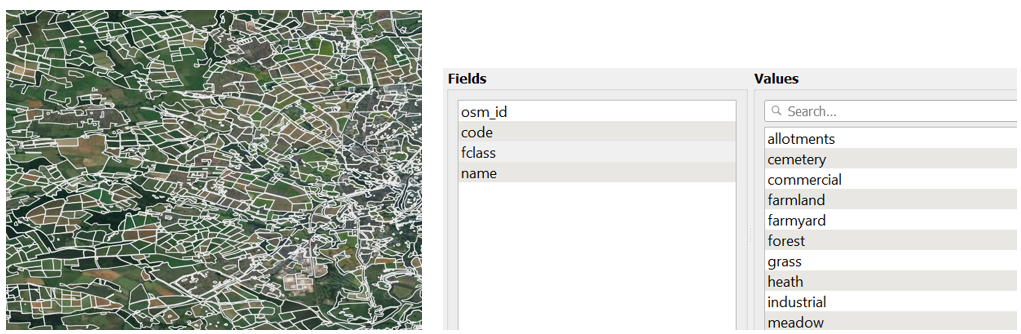 Fields
osm_id
code
fclass
name
Values
Search...
allotments
cemetery
commercial
farmland
farmyard
forest
grass
heath
industrial
meadow